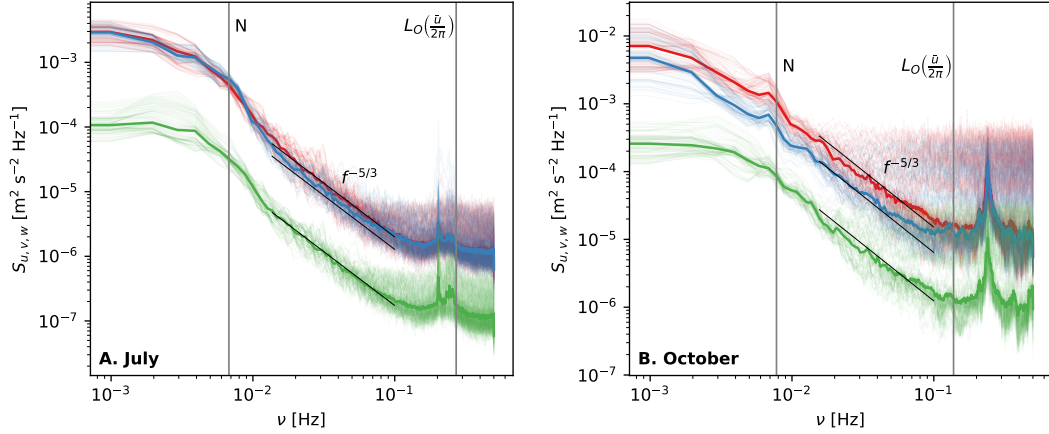 N
L_O(ū/2π)
10⁻³
10⁻⁴
10⁻⁵
10⁻⁶
10⁻⁷
S_{u, v, w} [m² s⁻² Hz⁻¹]
f^{−5/3}
A. July
10⁻³
10⁻²
10⁻¹
ν [Hz]
10⁻²
10⁻³
10⁻⁴
10⁻⁵
10⁻⁶
10⁻⁷
S_{u, v, w} [m² s⁻² Hz⁻¹]
N
L_O(ū/2π)
f^{−5/3}
B. October
10⁻³
10⁻²
10⁻¹
ν [Hz]